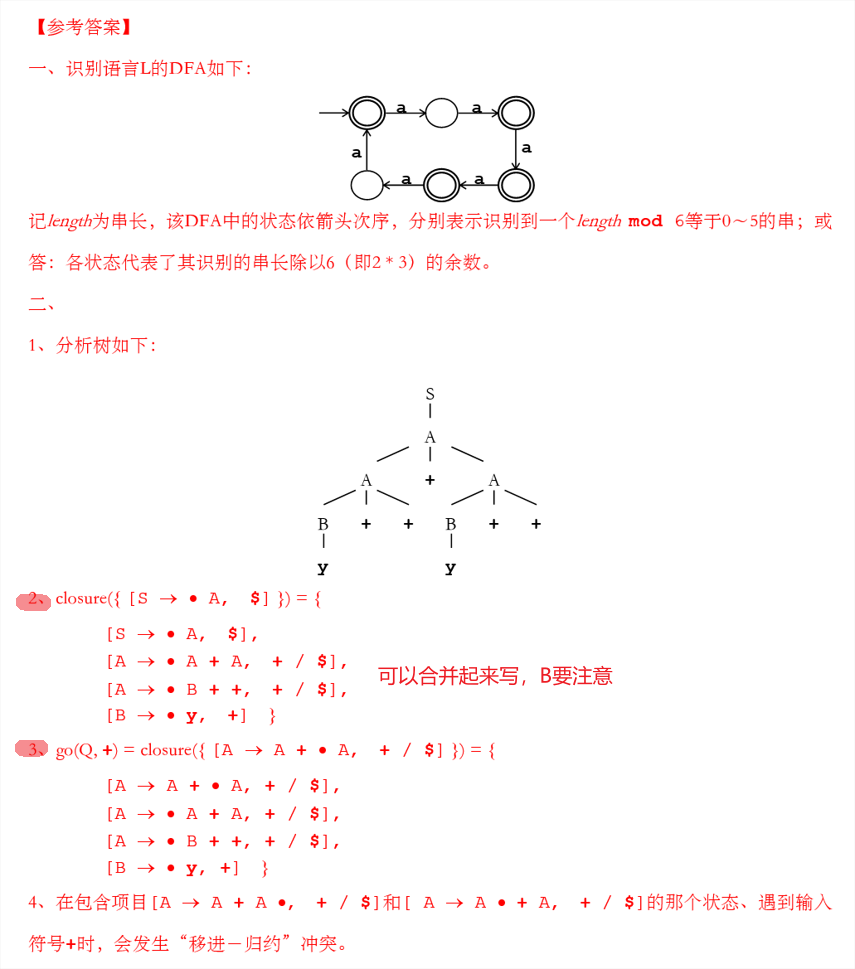 【参考答案】
一、识别语言L的DFA如下：
a a
a a
a a
记length为串长，该DFA中的状态依箭头次序，分别表示识别到一个length mod 6等于0～5的串；或
答：各状态代表了其识别的串长除以6（即2 * 3）的余数。
二、
1、分析树如下：
S
A
A + A
B + + B + +
y y
2、closure({ [S → • A, $] }) = {
[S → • A, $],
[A → • A + A, + / $],
可以合并起来写，B要注意
[A → • B + +, + / $],
[B → • y, +] }
3、go(Q, +) = closure({ [A → A + • A, + / $] }) = {
[A → A + • A, + / $],
[A → • A + A, + / $],
[A → • B + +, + / $],
[B → • y, +] }
4、在包含项目[A → A + A •, + / $]和[ A → A • + A, + / $]的那个状态、遇到输入
符号+时，会发生“移进－归约”冲突。